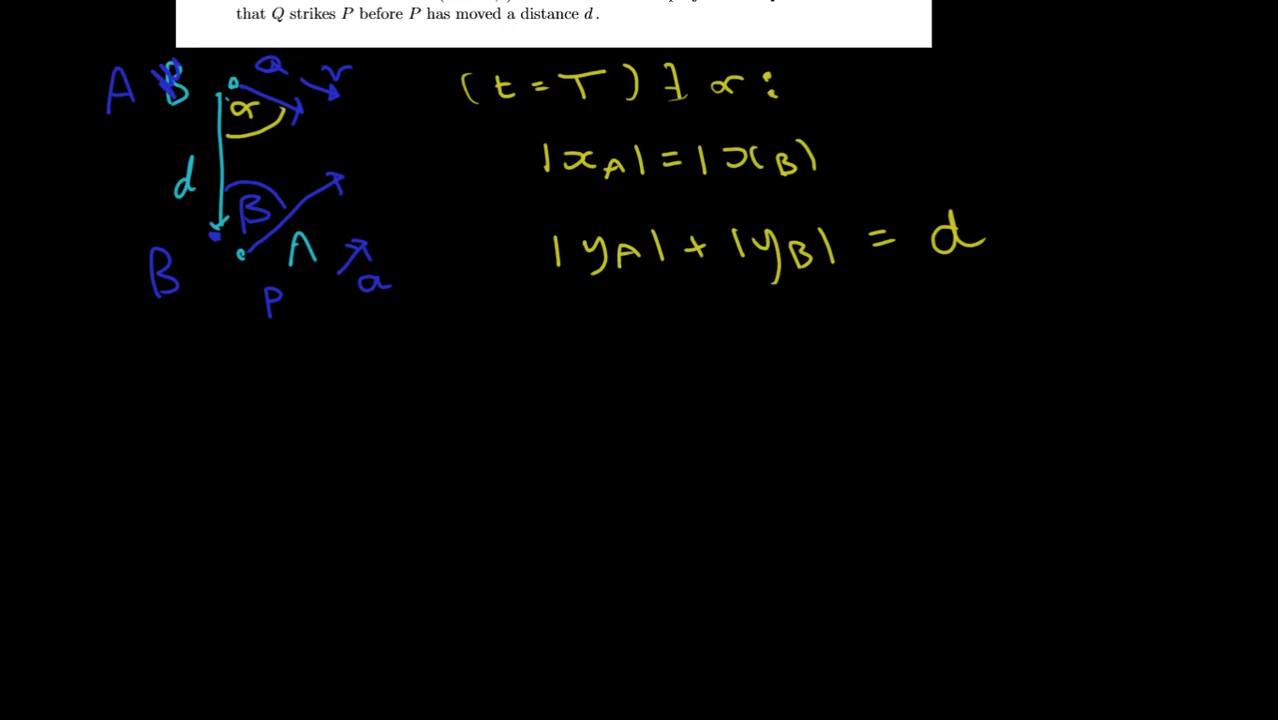 that Q strikes P before P has moved a distance d .
A B Q v
α
d
β
B A
P a
(t = T) ∃ α :
|x_A| = |x_B|
|y_A| + |y_B| = d